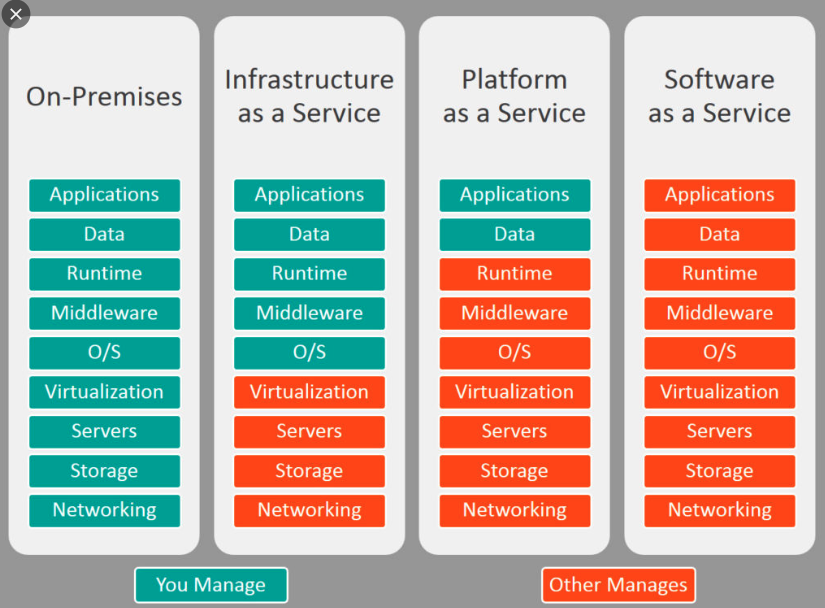 On-Premises
Infrastructure
as a Service
Platform
as a Service
Software
as a Service
Applications
Data
Runtime
Middleware
O/S
Virtualization
Servers
Storage
Networking
Applications
Data
Runtime
Middleware
O/S
Virtualization
Servers
Storage
Networking
Applications
Data
Runtime
Middleware
O/S
Virtualization
Servers
Storage
Networking
Applications
Data
Runtime
Middleware
O/S
Virtualization
Servers
Storage
Networking
You Manage
Other Manages